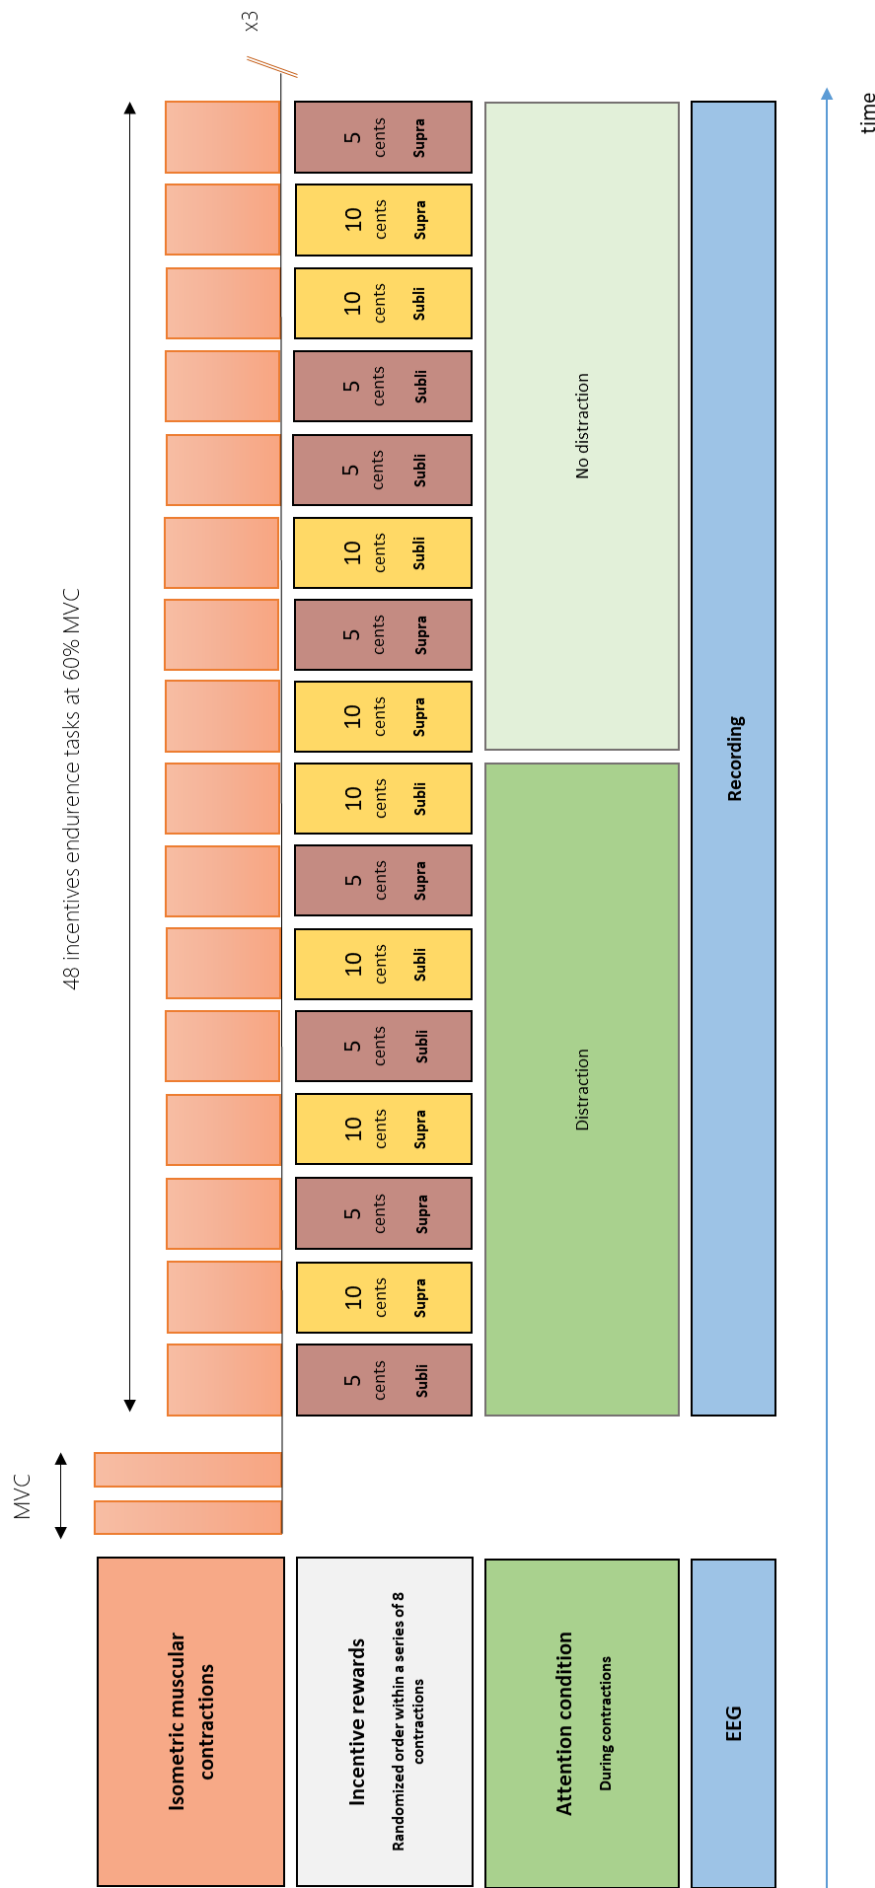 MVC
48 incentives endurence tasks at 60% MVC
x3
Isometric muscular
contractions
Incentive rewards
Randomized order within a series of 8
contractions
5
cents
Subli
10
cents
Supra
5
cents
Supra
10
cents
Supra
5
cents
Subli
10
cents
Subli
5
cents
Supra
10
cents
Subli
10
cents
Supra
5
cents
Supra
10
cents
Subli
5
cents
Subli
5
cents
Subli
10
cents
Subli
10
cents
Supra
5
cents
Supra
Attention condition
During contractions
Distraction
No distraction
EEG
Recording
time